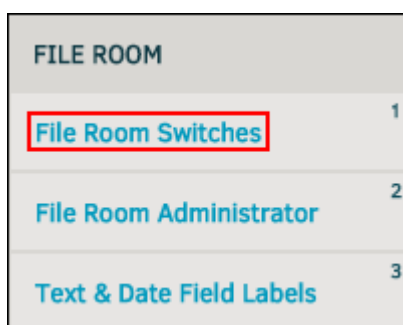 FILE ROOM
File Room Switches 1
File Room Administrator 2
Text & Date Field Labels 3